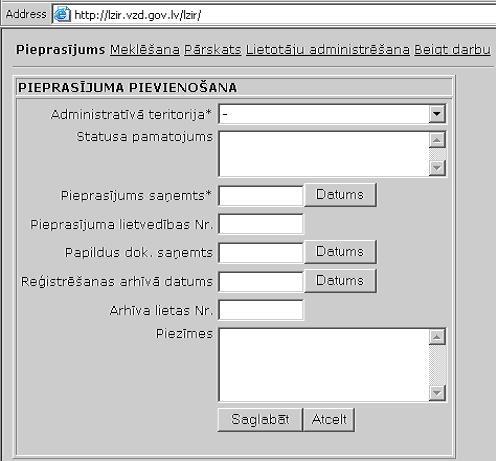 Address http://lzir.vzd.gov.lv/lzir/
Pieprasījums Meklēšana Pārskats Lietotāju administrēšana Beigt darbu
PIEPRASĪJUMA PIEVIENOŠANA
Administratīvā teritorija* -
Statusa pamatojums
Pieprasījums saņemts* Datums
Pieprasījuma lietvedības Nr.
Papildus dok. saņemts Datums
Reģistrēšanas arhīvā datums Datums
Arhīva lietas Nr.
Piezīmes
Saglabāt Atcelt